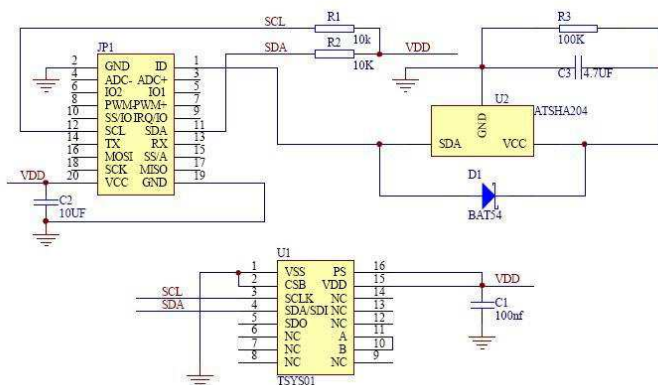 SCL R1 R3
JP1 10k 100K
SDA R2 VDD
10K C3 4.7UF
2 GND ID 1
4 ADC- ADC+ 3
6 IO2 IO1 5
8 PWM- PWM+ 7
10 SS/IO IRQ/IO 9
12 SCL SDA 11
14 TX RX 13
16 MOSI SS/A 15
18 SCK MISO 17
20 VCC GND 19
U2
ATSHA204
GND
SDA VCC
VDD
C2
10UF
D1
BAT54
U1
1 VSS PS 16
2 CSB VDD 15 VDD
SCL 3 SCLK NC 14
SDA 4 SDA/SDI NC 13 C1
5 SDO NC 12 100nf
6 NC A 11
7 NC B 10
8 NC NC 9
TSYS01